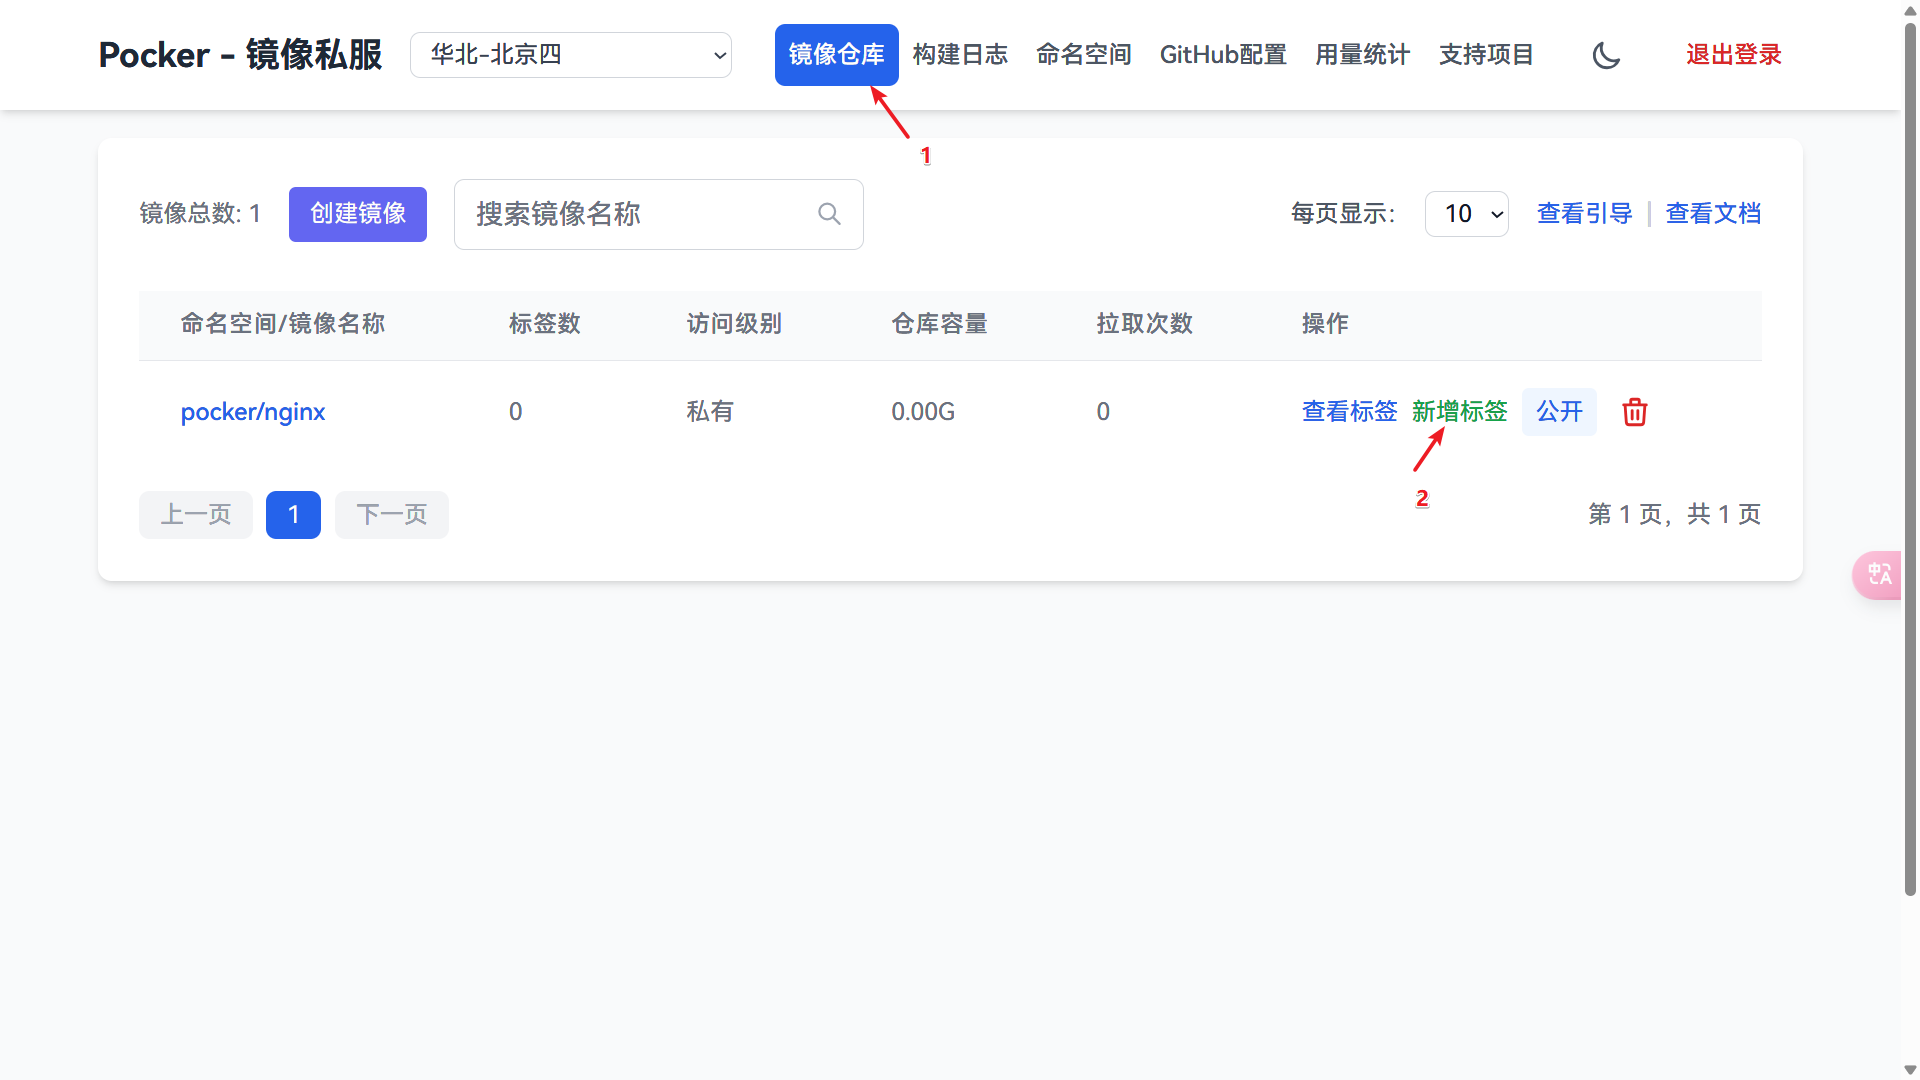 Pocker - 镜像私服
华北-北京四
镜像仓库 构建日志 命名空间 GitHub配置 用量统计 支持项目
退出登录
1
镜像总数: 1
创建镜像
搜索镜像名称
每页显示:
10
查看引导 | 查看文档
命名空间/镜像名称 标签数 访问级别 仓库容量 拉取次数 操作
pocker/nginx 0 私有 0.00G 0 查看标签 新增标签 公开
2
上一页 1 下一页
第 1 页，共 1 页
中A